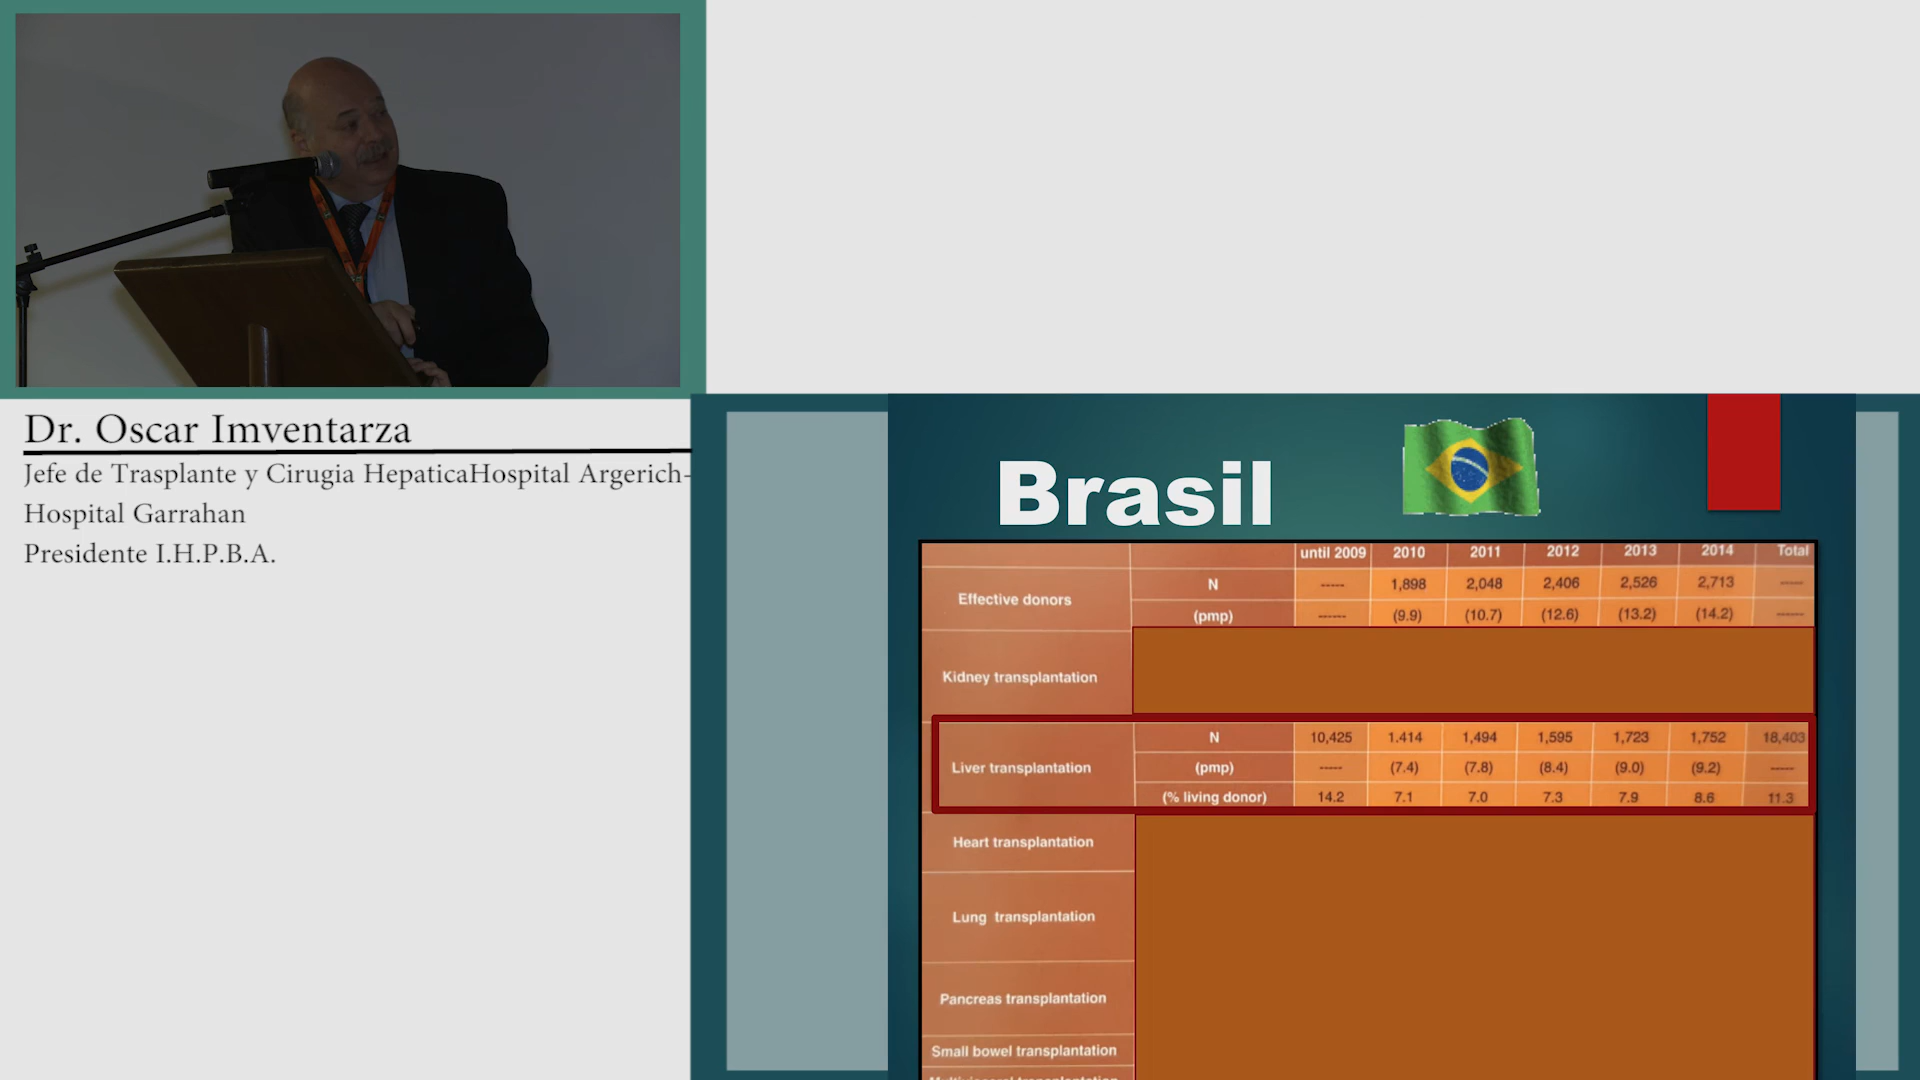 Dr. Oscar Imventarza
Jefe de Trasplante y Cirugia HepaticaHospital Argerich-
Hospital Garrahan
Presidente I.H.P.B.A.
Brasil
until 2009 2010 2011 2012 2013 2014 Total
Effective donors
N ----- 1,898 2,048 2,406 2,526 2,713 -----
(pmp) ------ (9.9) (10.7) (12.6) (13.2) (14.2) ------
Kidney transplantation
Liver transplantation
N 10,425 1.414 1,494 1,595 1,723 1,752 18,403
(pmp) ----- (7.4) (7.8) (8.4) (9.0) (9.2) -----
(% living donor) 14.2 7.1 7.0 7.3 7.9 8.6 11.3
Heart transplantation
Lung transplantation
Pancreas transplantation
Small bowel transplantation